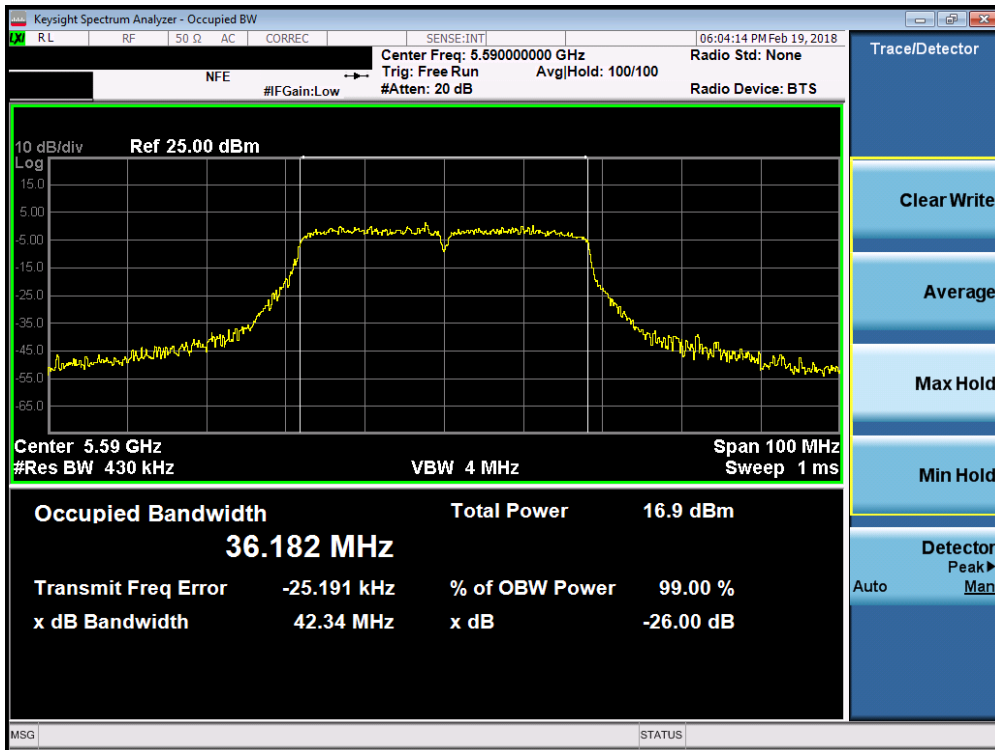 Keysight Spectrum Analyzer - Occupied BW
LXI RL RF 50 Ω AC CORREC SENSE:INT 06:04:14 PM Feb 19, 2018
Center Freq: 5.590000000 GHz Radio Std: None
NFE Trig: Free Run Avg|Hold: 100/100
#IFGain:Low #Atten: 20 dB Radio Device: BTS
10 dB/div Ref 25.00 dBm
Log
15.0
5.00
-5.00
-15.0
-25.0
-35.0
-45.0
-55.0
-65.0
Center 5.59 GHz Span 100 MHz
#Res BW 430 kHz VBW 4 MHz Sweep 1 ms
Occupied Bandwidth Total Power 16.9 dBm
36.182 MHz
Transmit Freq Error -25.191 kHz % of OBW Power 99.00 %
x dB Bandwidth 42.34 MHz x dB -26.00 dB
MSG STATUS
Trace/Detector
Clear Write
Average
Max Hold
Min Hold
Detector
Peak▶
Auto Man